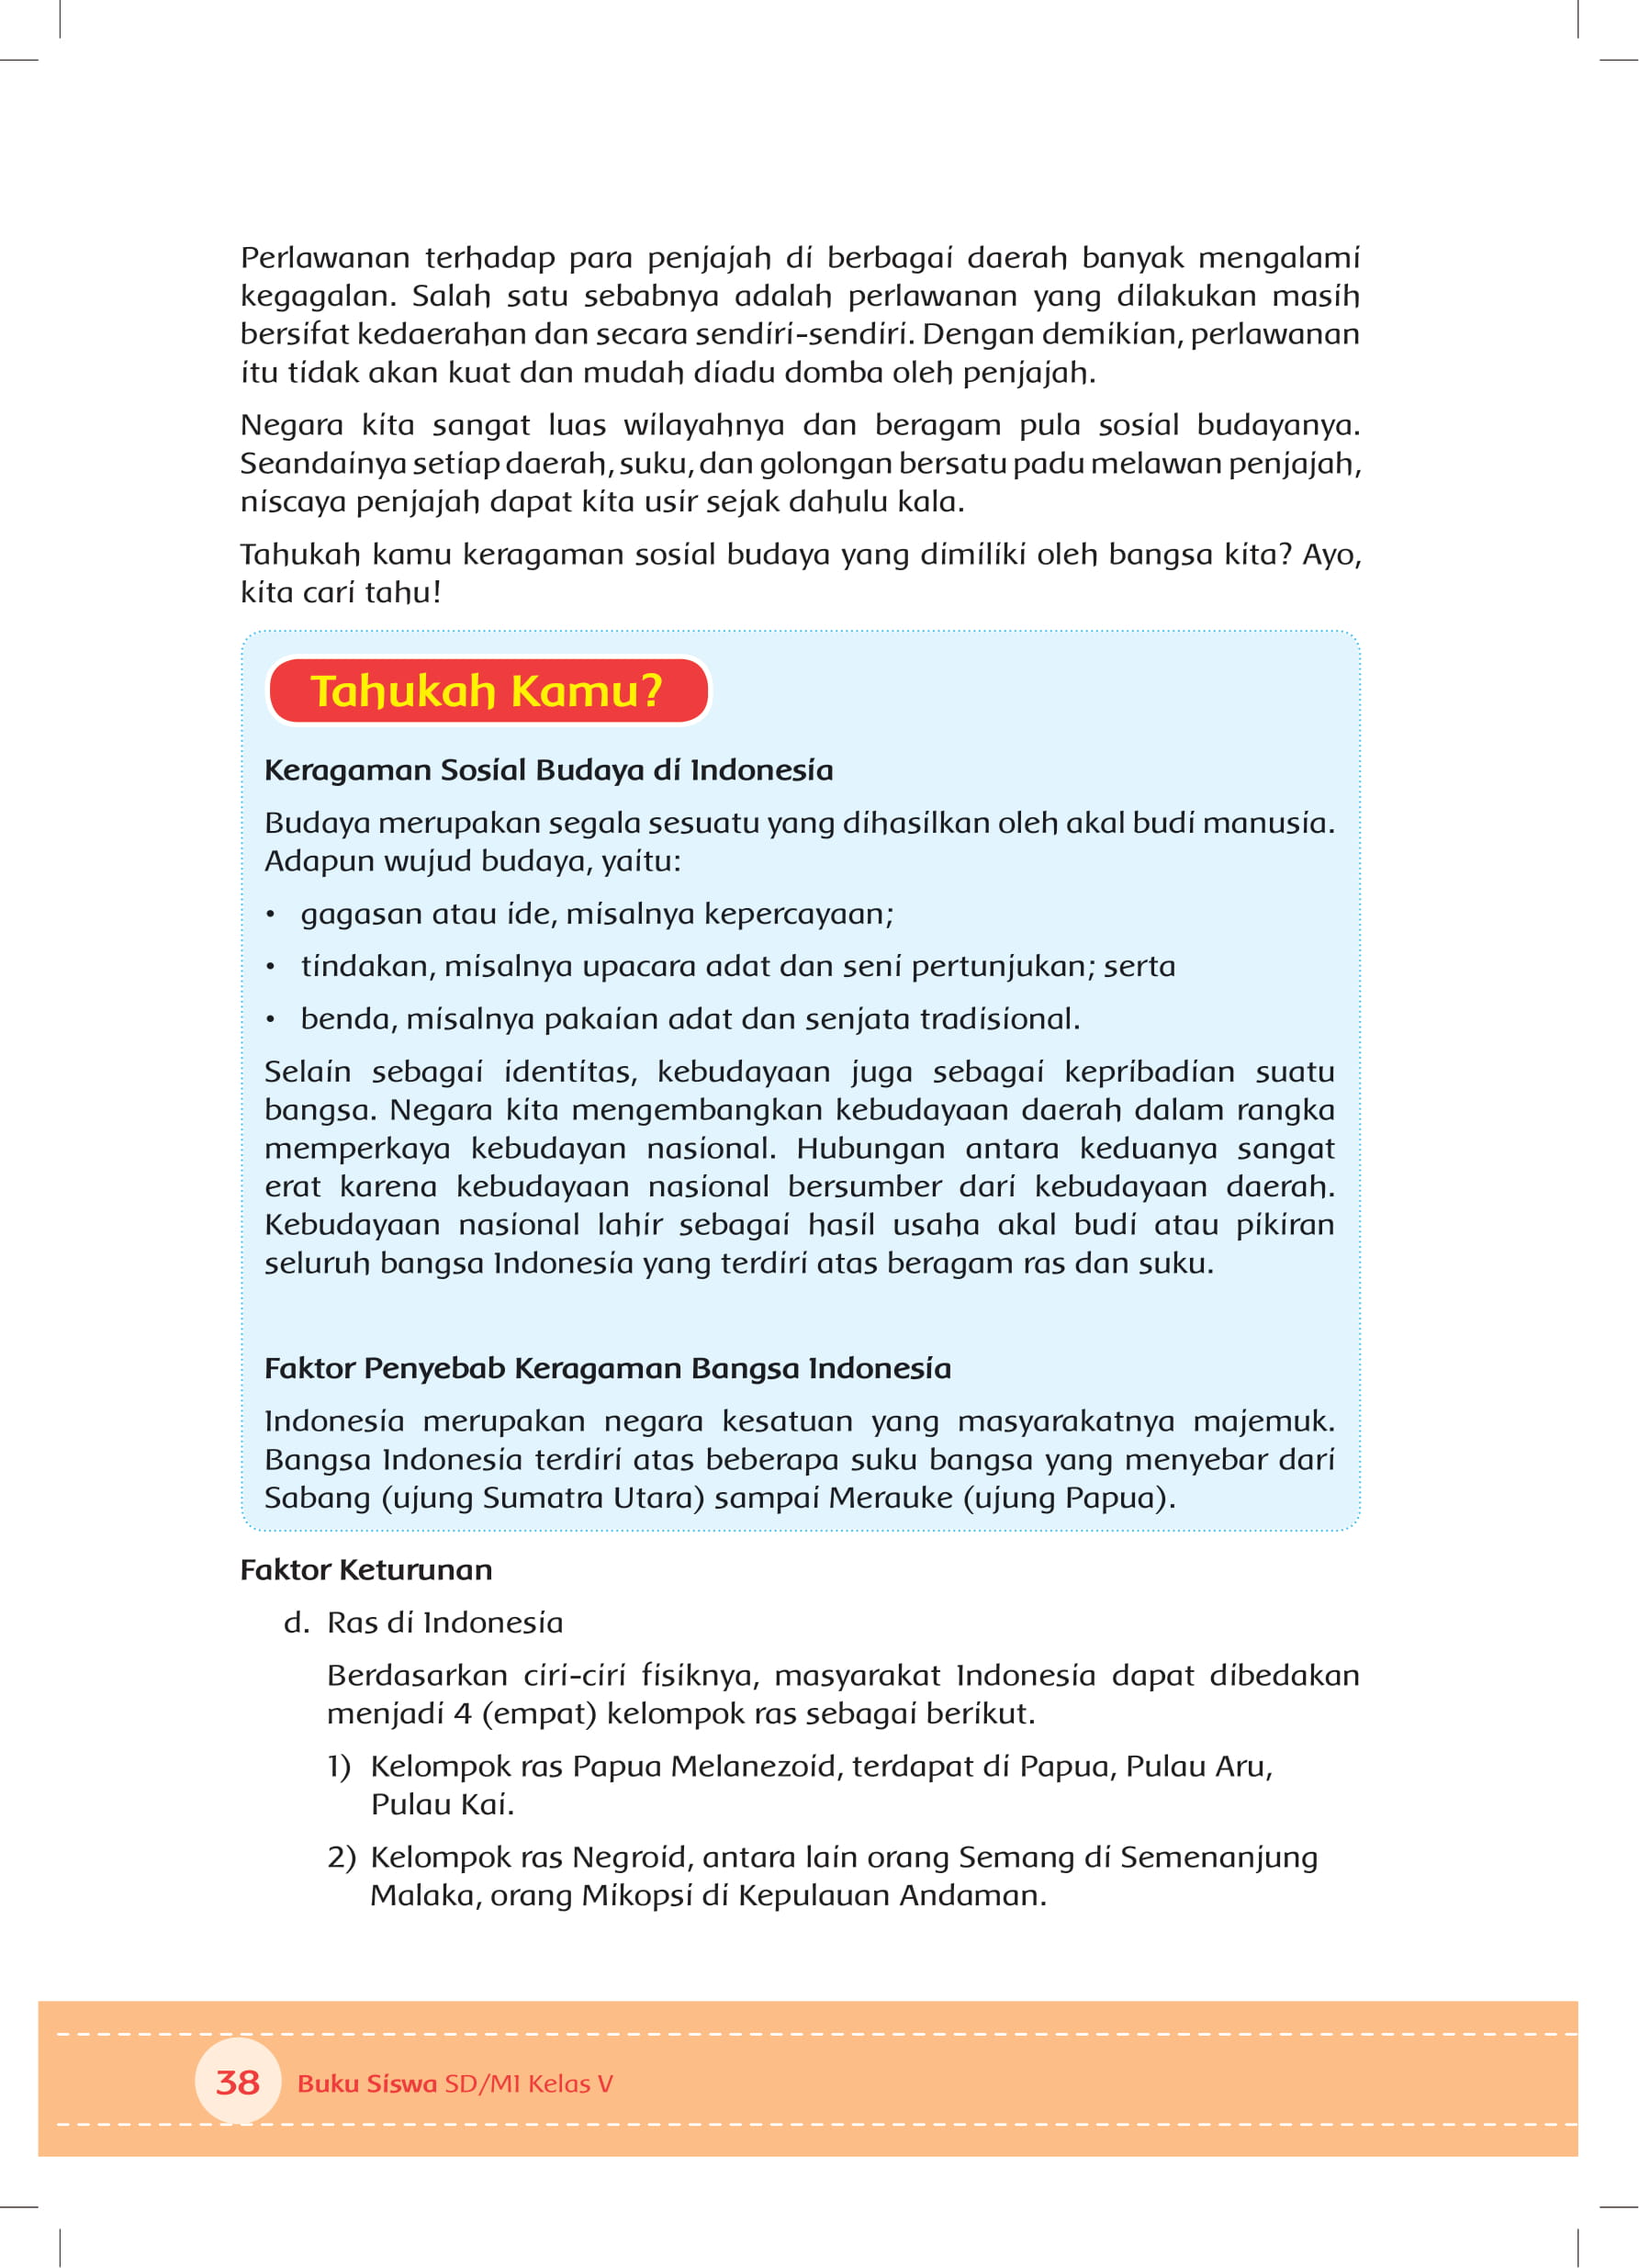 Perlawanan terhadap para penjajah di berbagai daerah banyak mengalami
kegagalan. Salah satu sebabnya adalah perlawanan yang dilakukan masih
bersifat kedaerahan dan secara sendiri-sendiri. Dengan demikian, perlawanan
itu tidak akan kuat dan mudah diadu domba oleh penjajah.
Negara kita sangat luas wilayahnya dan beragam pula sosial budayanya.
Seandainya setiap daerah, suku, dan golongan bersatu padu melawan penjajah,
niscaya penjajah dapat kita usir sejak dahulu kala.
Tahukah kamu keragaman sosial budaya yang dimiliki oleh bangsa kita? Ayo,
kita cari tahu!
Tahukah Kamu?
Keragaman Sosial Budaya di Indonesia
Budaya merupakan segala sesuatu yang dihasilkan oleh akal budi manusia.
Adapun wujud budaya, yaitu:
• gagasan atau ide, misalnya kepercayaan;
• tindakan, misalnya upacara adat dan seni pertunjukan; serta
• benda, misalnya pakaian adat dan senjata tradisional.
Selain sebagai identitas, kebudayaan juga sebagai kepribadian suatu
bangsa. Negara kita mengembangkan kebudayaan daerah dalam rangka
memperkaya kebudayan nasional. Hubungan antara keduanya sangat
erat karena kebudayaan nasional bersumber dari kebudayaan daerah.
Kebudayaan nasional lahir sebagai hasil usaha akal budi atau pikiran
seluruh bangsa Indonesia yang terdiri atas beragam ras dan suku.
Faktor Penyebab Keragaman Bangsa Indonesia
Indonesia merupakan negara kesatuan yang masyarakatnya majemuk.
Bangsa Indonesia terdiri atas beberapa suku bangsa yang menyebar dari
Sabang (ujung Sumatra Utara) sampai Merauke (ujung Papua).
Faktor Keturunan
d. Ras di Indonesia
Berdasarkan ciri-ciri fisiknya, masyarakat Indonesia dapat dibedakan
menjadi 4 (empat) kelompok ras sebagai berikut.
1) Kelompok ras Papua Melanezoid, terdapat di Papua, Pulau Aru,
Pulau Kai.
2) Kelompok ras Negroid, antara lain orang Semang di Semenanjung
Malaka, orang Mikopsi di Kepulauan Andaman.
38 Buku Siswa SD/MI Kelas V